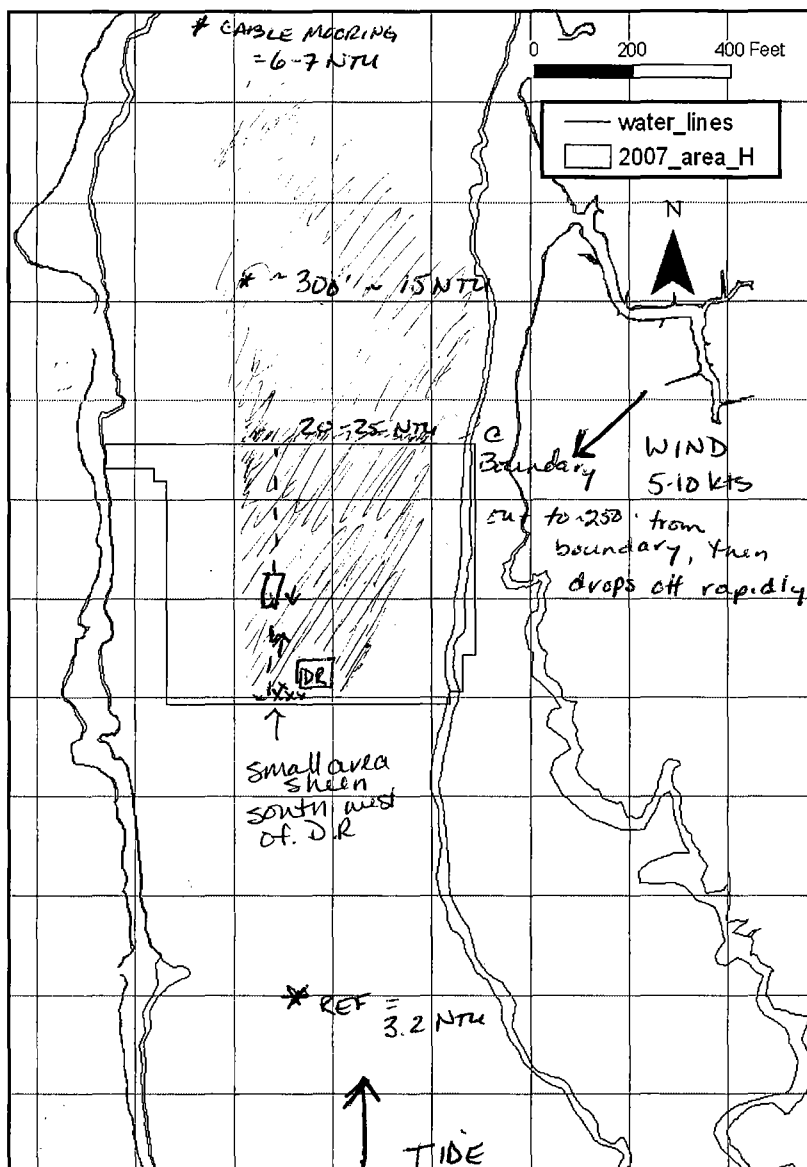 * CABLE MOORING
= 6-7 NTU
0 200 400 Feet
water_lines
2007_area_H
N
* ~ 300' ~ 15 NTU
20-25 NTU
@
Boundary
WIND
5-10 kts
out to ~250' from
boundary, then
drops off rapidly
DR
small area
sheen
south west
of D.R
REF =
3.2 NTU
TIDE